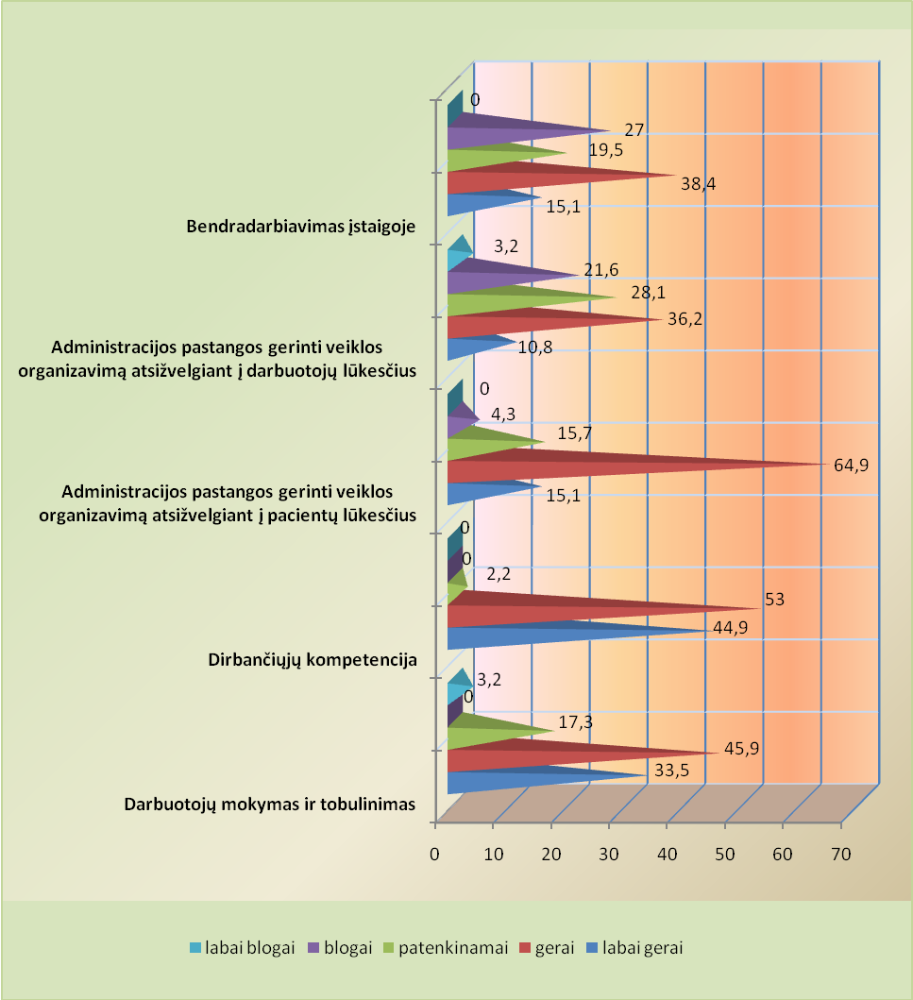 0
27
19,5
38,4
15,1
Bendradarbiavimas įstaigoje
3,2
21,6
28,1
36,2
10,8
Administracijos pastangos gerinti veiklos
organizavimą atsižvelgiant į darbuotojų lūkesčius
0
4,3
15,7
64,9
15,1
Administracijos pastangos gerinti veiklos
organizavimą atsižvelgiant į pacientų lūkesčius
0
0
2,2
53
44,9
Dirbančiųjų kompetencija
3,2
0
17,3
45,9
33,5
Darbuotojų mokymas ir tobulinimas
0 10 20 30 40 50 60 70
labai blogai blogai patenkinamai gerai labai gerai